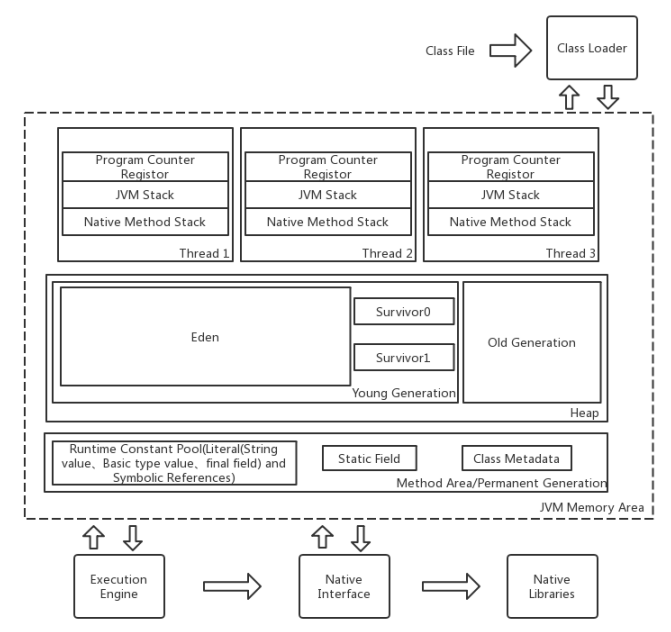 Class File
Class Loader
Program Counter
Registor
JVM Stack
Native Method Stack
Thread 1
Program Counter
Registor
JVM Stack
Native Method Stack
Thread 2
Program Counter
Registor
JVM Stack
Native Method Stack
Thread 3
Eden
Survivor0
Survivor1
Young Generation
Old Generation
Heap
Runtime Constant Pool(Literal(String
value、Basic type value、final field) and
Symbolic References)
Static Field
Class Metadata
Method Area/Permanent Generation
JVM Memory Area
Execution
Engine
Native
Interface
Native
Libraries